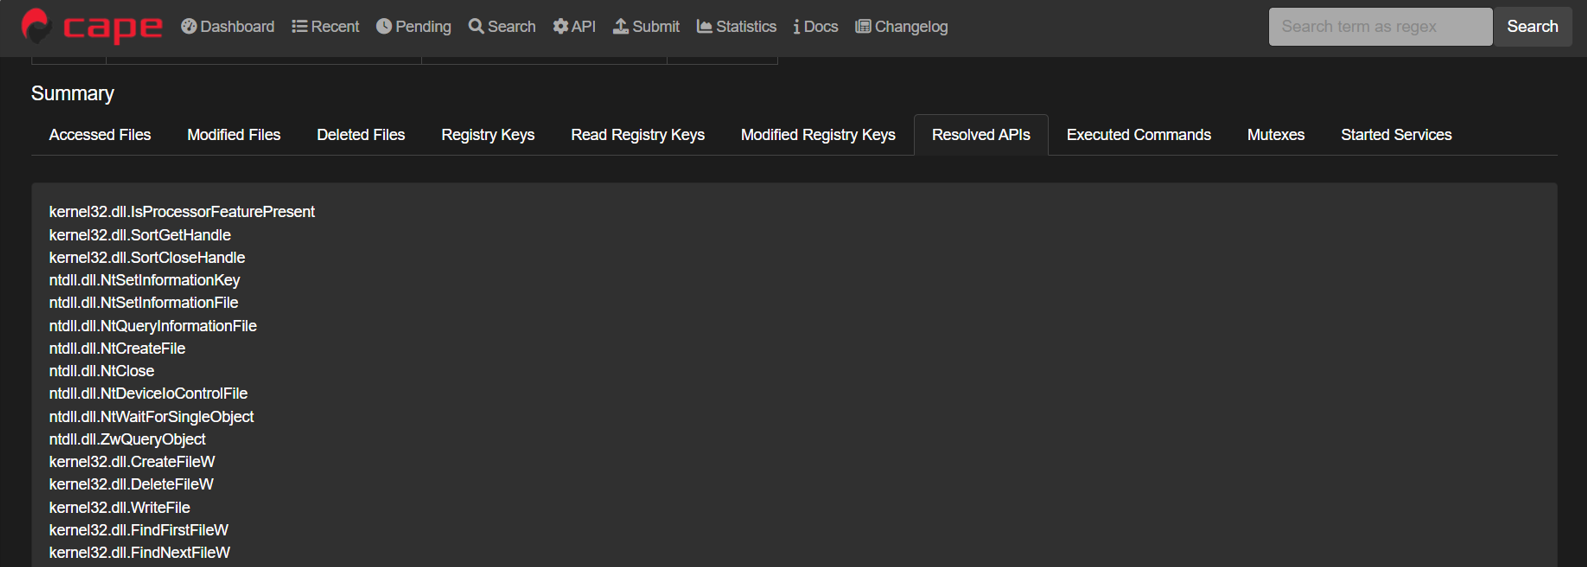 cape Dashboard Recent Pending Search API Submit Statistics Docs Changelog Search term as regex Search
Summary
Accessed Files Modified Files Deleted Files Registry Keys Read Registry Keys Modified Registry Keys Resolved APIs Executed Commands Mutexes Started Services
kernel32.dll.IsProcessorFeaturePresent
kernel32.dll.SortGetHandle
kernel32.dll.SortCloseHandle
ntdll.dll.NtSetInformationKey
ntdll.dll.NtSetInformationFile
ntdll.dll.NtQueryInformationFile
ntdll.dll.NtCreateFile
ntdll.dll.NtClose
ntdll.dll.NtDeviceIoControlFile
ntdll.dll.NtWaitForSingleObject
ntdll.dll.ZwQueryObject
kernel32.dll.CreateFileW
kernel32.dll.DeleteFileW
kernel32.dll.WriteFile
kernel32.dll.FindFirstFileW
kernel32.dll.FindNextFileW